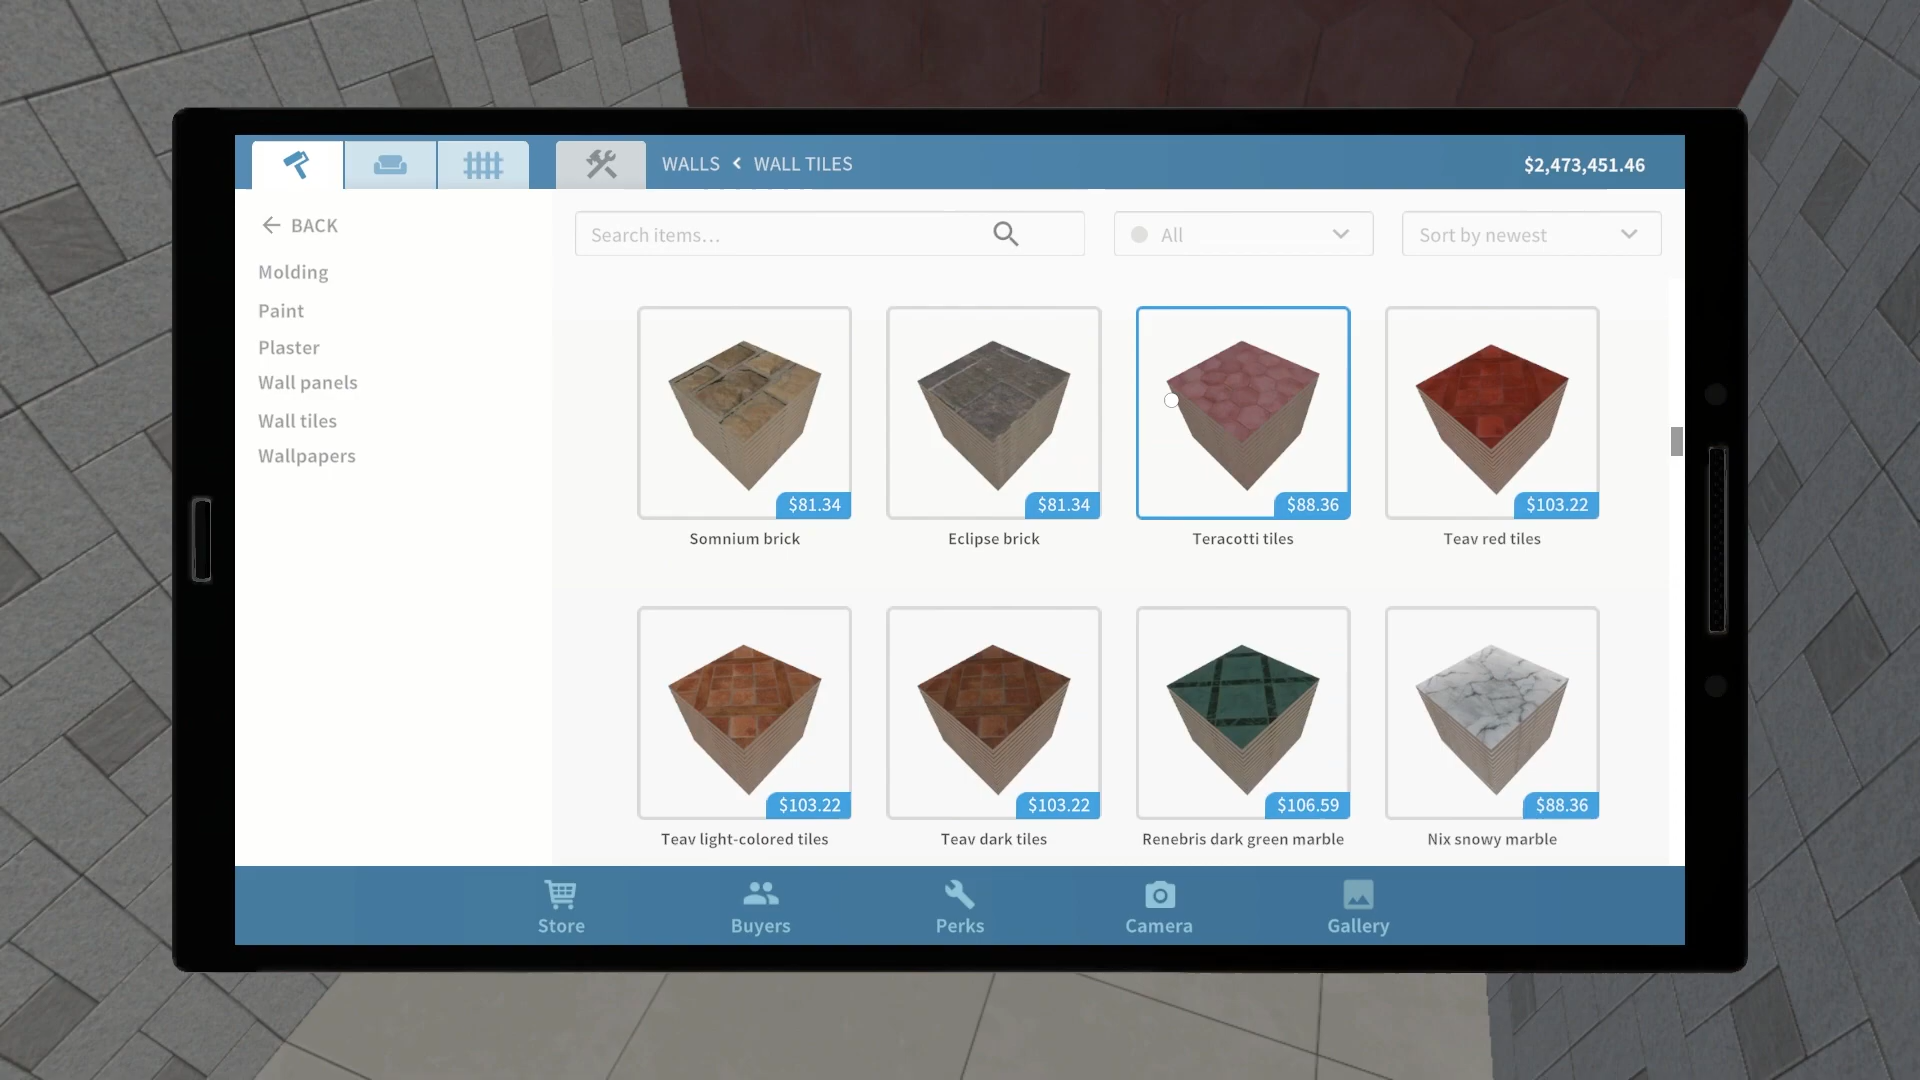 WALLS < WALL TILES
$2,473,451.46
BACK
Search items...
All
Sort by newest
Molding
Paint
Plaster
Wall panels
Wall tiles
Wallpapers
$81.34
$81.34
$88.36
$103.22
Somnium brick
Eclipse brick
Teracotti tiles
Teav red tiles
$103.22
$103.22
$106.59
$88.36
Teav light-colored tiles
Teav dark tiles
Renebris dark green marble
Nix snowy marble
Store
Buyers
Perks
Camera
Gallery